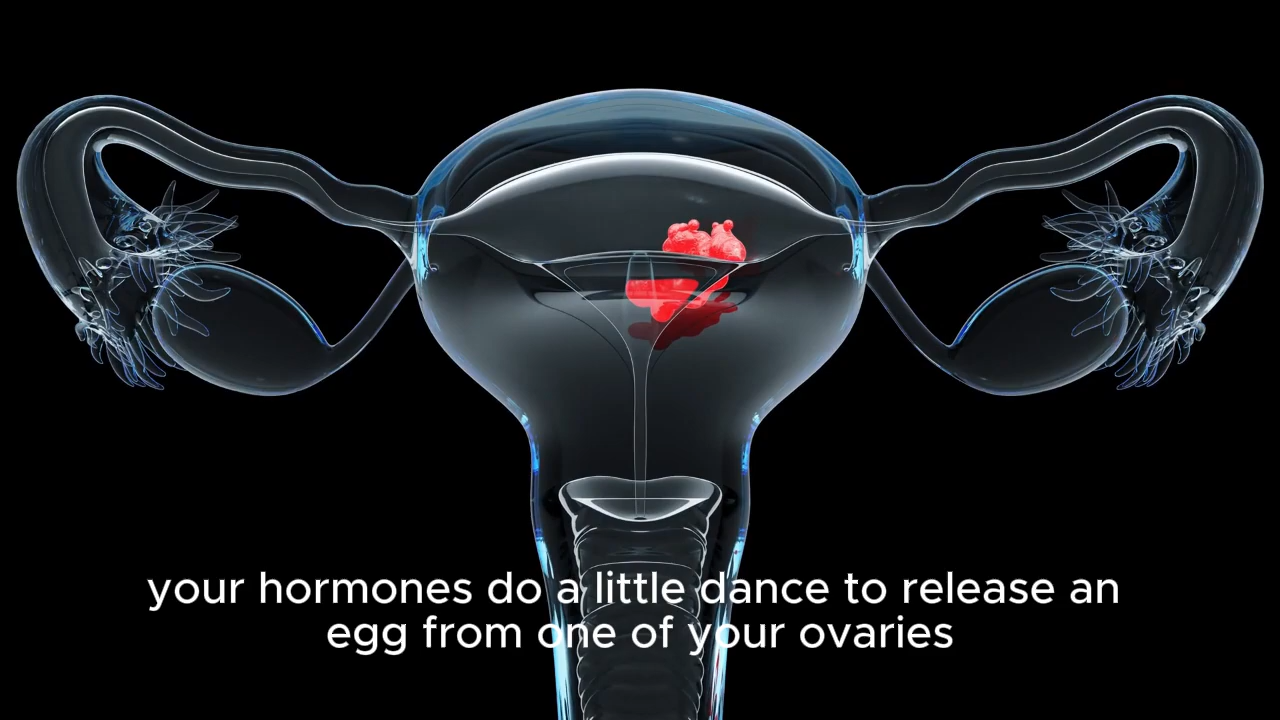 your hormones do a little dance to release an
egg from one of your ovaries